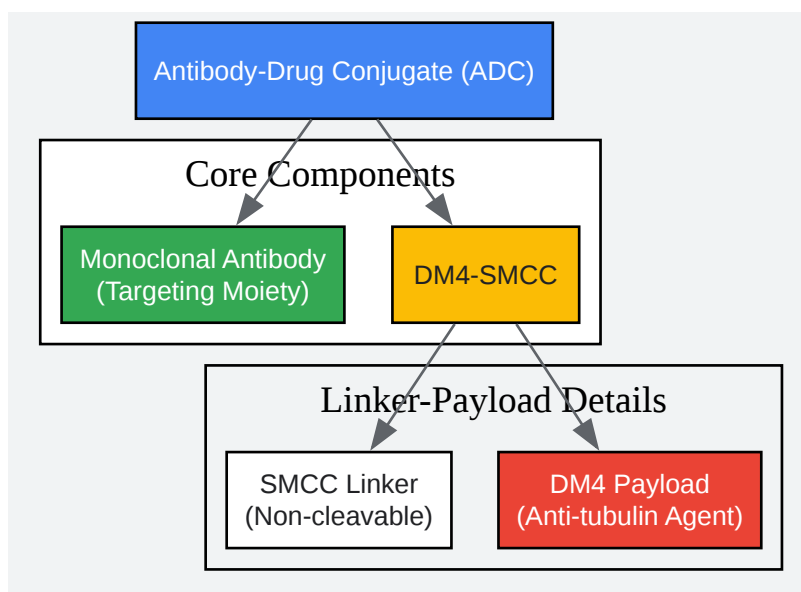 Antibody-Drug Conjugate (ADC)
Core Components
Monoclonal Antibody
(Targeting Moiety)
DM4-SMCC
Linker-Payload Details
SMCC Linker
(Non-cleavable)
DM4 Payload
(Anti-tubulin Agent)